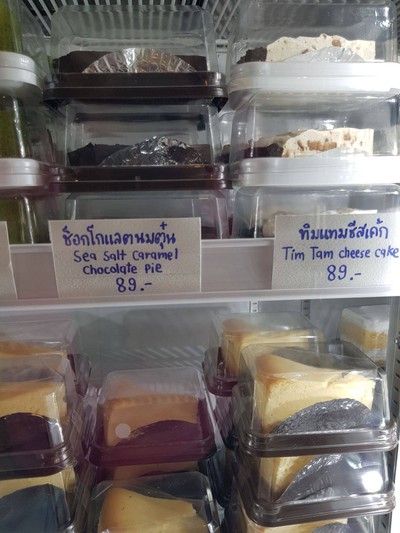 ช็อกโกแลตนมตุ๋น
Sea Salt Caramel
Chocolate Pie
89.-
ทิมแทมชีสเค้ก
Tim Tam cheese cake
89.-